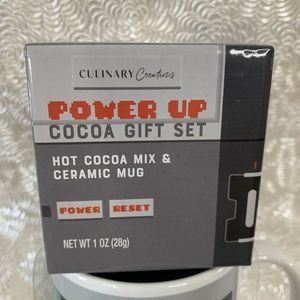 CULINARY Creations
POWER UP
COCOA GIFT SET
HOT COCOA MIX &
CERAMIC MUG
1
POWER RESET
NET WT 1 OZ (28g)